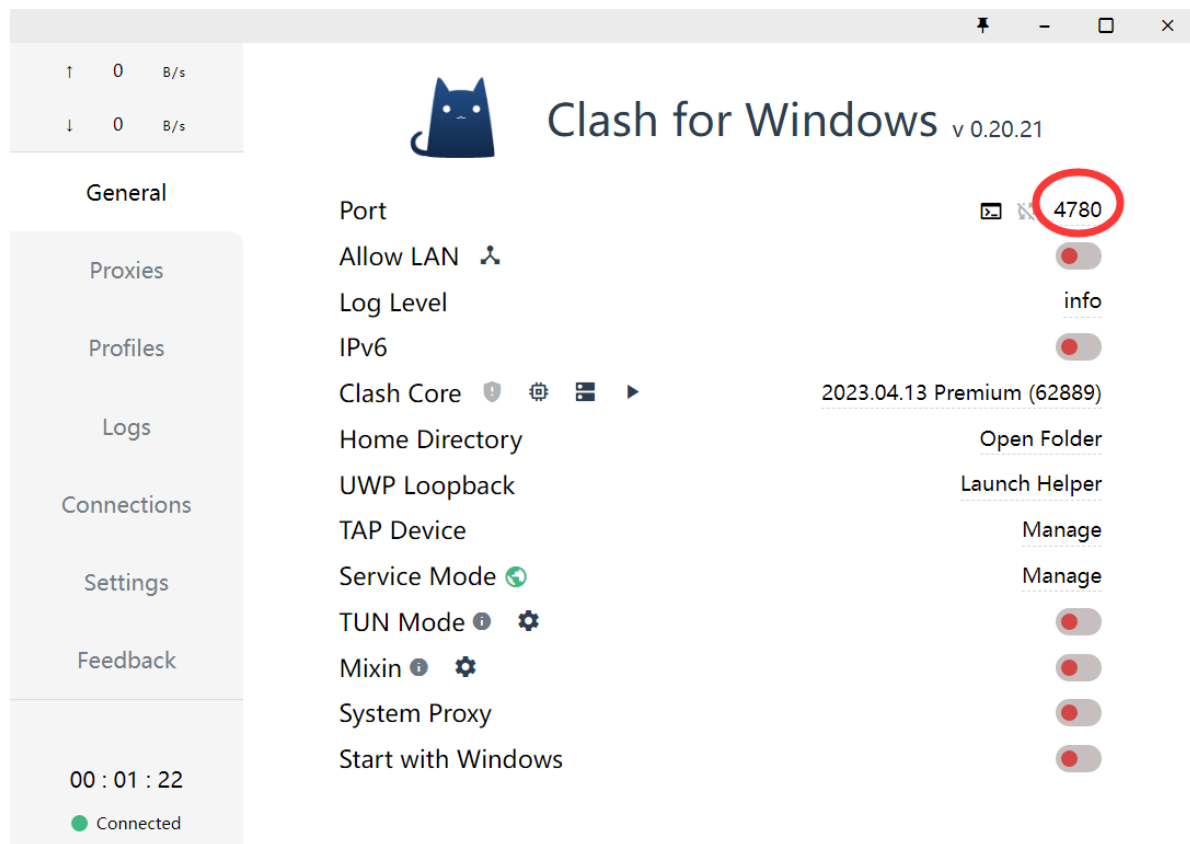 ↑ 0 B/s
↓ 0 B/s
General
Proxies
Profiles
Logs
Connections
Settings
Feedback
00 : 01 : 22
Connected
Clash for Windows v 0.20.21
Port 4780
Allow LAN
Log Level info
IPv6
Clash Core 2023.04.13 Premium (62889)
Home Directory Open Folder
UWP Loopback Launch Helper
TAP Device Manage
Service Mode Manage
TUN Mode
Mixin
System Proxy
Start with Windows